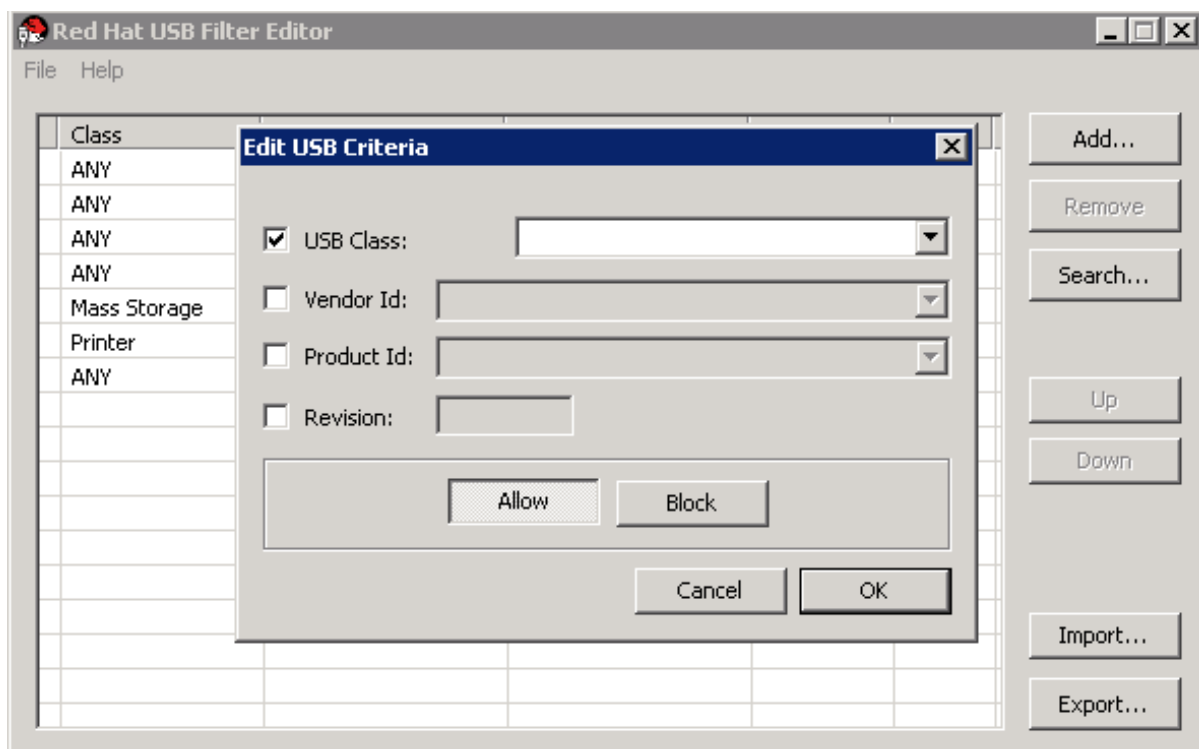 Red Hat USB Filter Editor
File Help
Class
ANY
ANY
ANY
ANY
Mass Storage
Printer
ANY
Edit USB Criteria
USB Class:
Vendor Id:
Product Id:
Revision:
Allow Block
Cancel OK
Add...
Remove
Search...
Up
Down
Import...
Export...